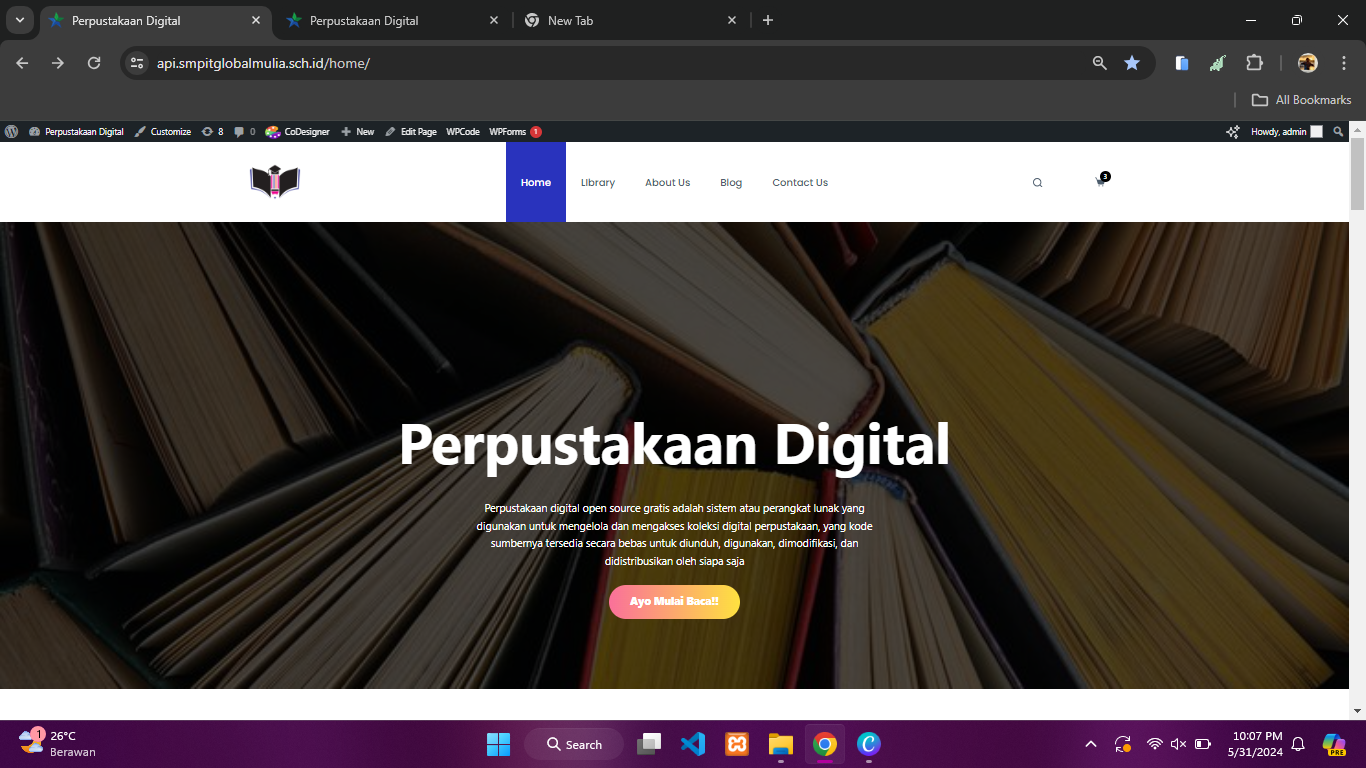 Perpustakaan Digital
Perpustakaan Digital
New Tab
api.smpitglobalmulia.sch.id/home/
All Bookmarks
Perpustakaan Digital Customize 8 0 CoDesigner New Edit Page WPCode WPForms 1 Howdy, admin
Home LIbrary About Us Blog Contact Us 3
Perpustakaan Digital
Perpustakaan digital open source gratis adalah sistem atau perangkat lunak yang
digunakan untuk mengelola dan mengakses koleksi digital perpustakaan, yang kode
sumbernya tersedia secara bebas untuk diunduh, digunakan, dimodifikasi, dan
didistribusikan oleh siapa saja
Ayo Mulai Baca!!
1
26°C
Berawan
Search
10:07 PM
5/31/2024
PRE